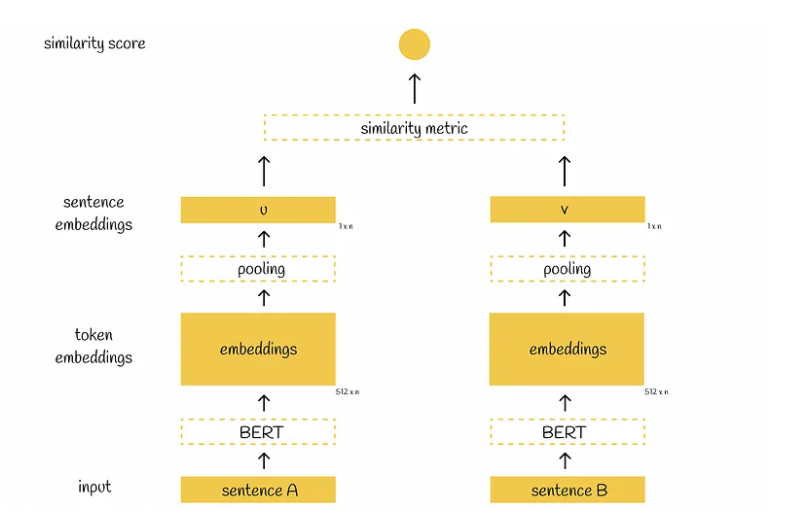 similarity score
similarity metric
sentence
embeddings
u
v
1 x n
1 x n
pooling
pooling
token
embeddings
embeddings
embeddings
512 x n
512 x n
BERT
BERT
input
sentence A
sentence B